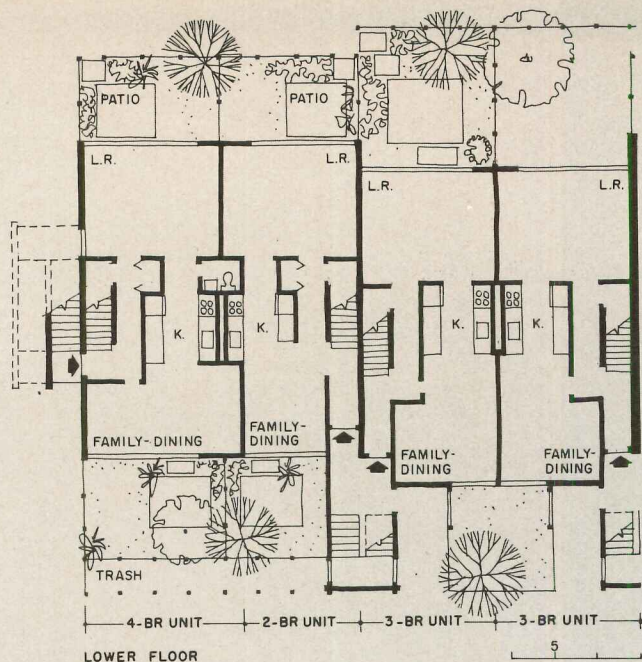 PATIO
PATIO
L.R.
L.R.
L.R.
L.R.
K.
K.
K.
K.
FAMILY-DINING
FAMILY-
DINING
FAMILY-
DINING
FAMILY-
DINING
TRASH
4-BR UNIT
2-BR UNIT
3-BR UNIT
3-BR UNIT
LOWER FLOOR
5